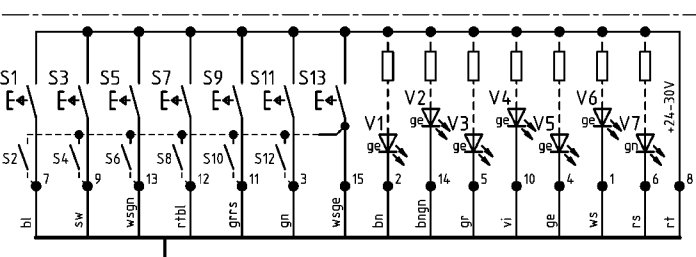 S1 S3 S5 S7 S9 S11 S13
V2 V4 V6
V1 V3 V5 V7
ge ge ge
ge ge ge gn
+24-30V
S2 S4 S6 S8 S10 S12
7 9 13 12 11 3 15 2 14 5 10 4 1 6 8
bl sw wsgn rtbl grrs gn wsge bn bngn gr vi ge ws rs rt